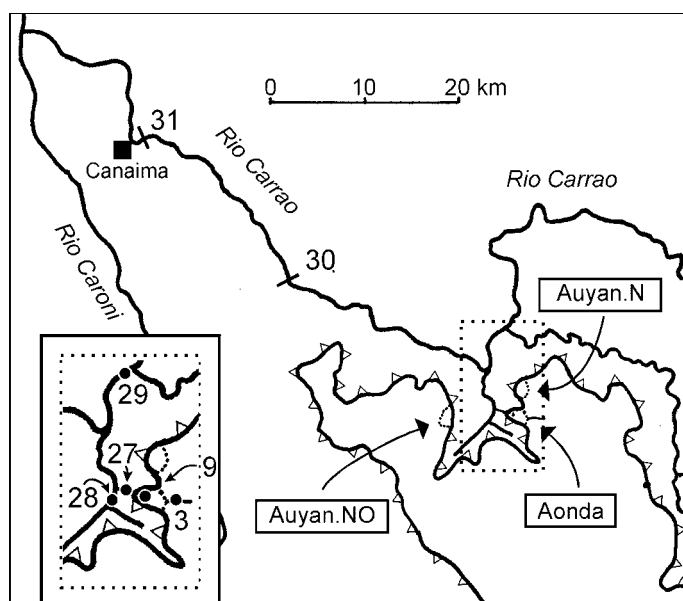 0 10 20 km
31
Canaima
Rio Carrao
Rio Carrao
Rio Caroni
30
Auyan.N
29
27
9
28
3
Auyan.NO
Aonda